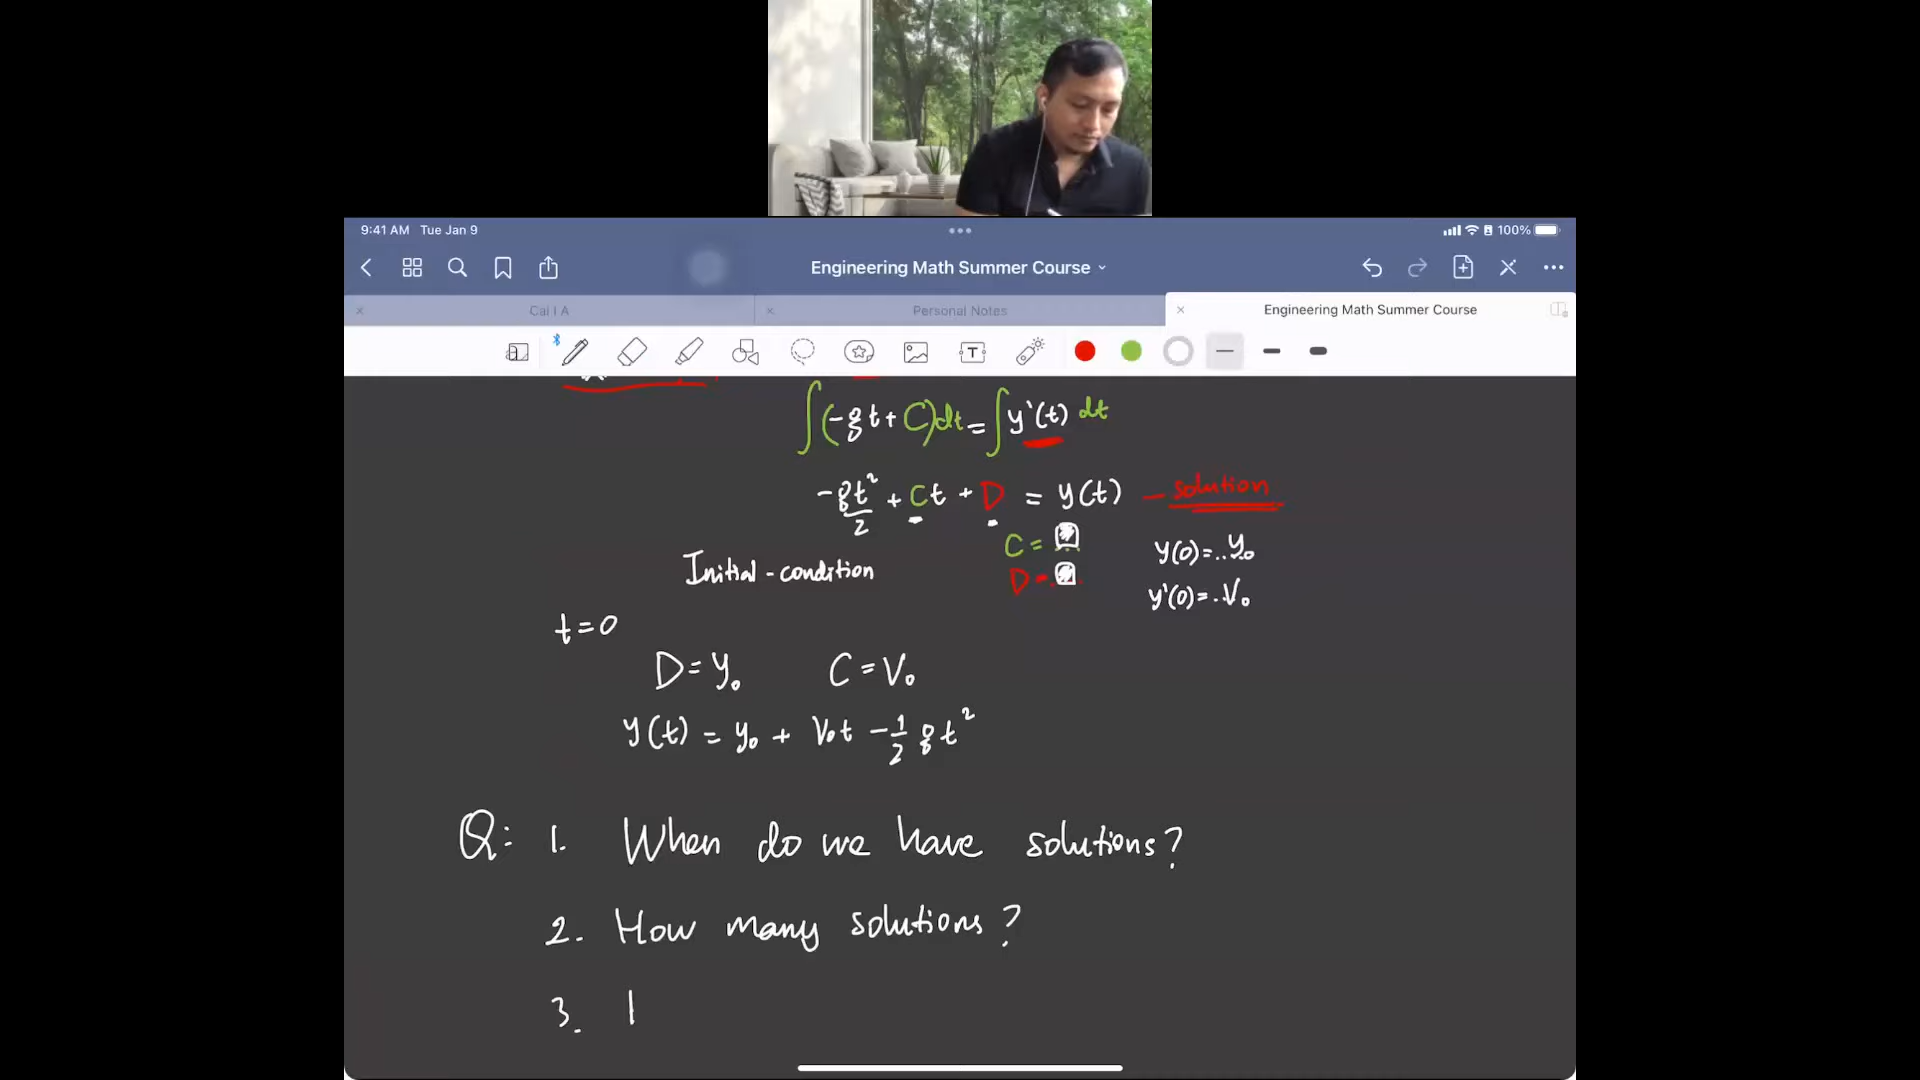 9:41 AM Tue Jan 9
100%
Engineering Math Summer Course
Cal I A
Personal Notes
Engineering Math Summer Course
T
∫(-gt + C)dt = ∫y'(t) dt
-gt²/2 + Ct + D = y(t) - solution
C = ...
y(0)=..y₀
Initial - condition
D = ...
y'(0)=.V₀
t=0
D = y₀ C = V₀
y(t) = y₀ + V₀t - 1/2 gt²
Q: 1. When do we have solutions?
2. How many solutions?
3. |